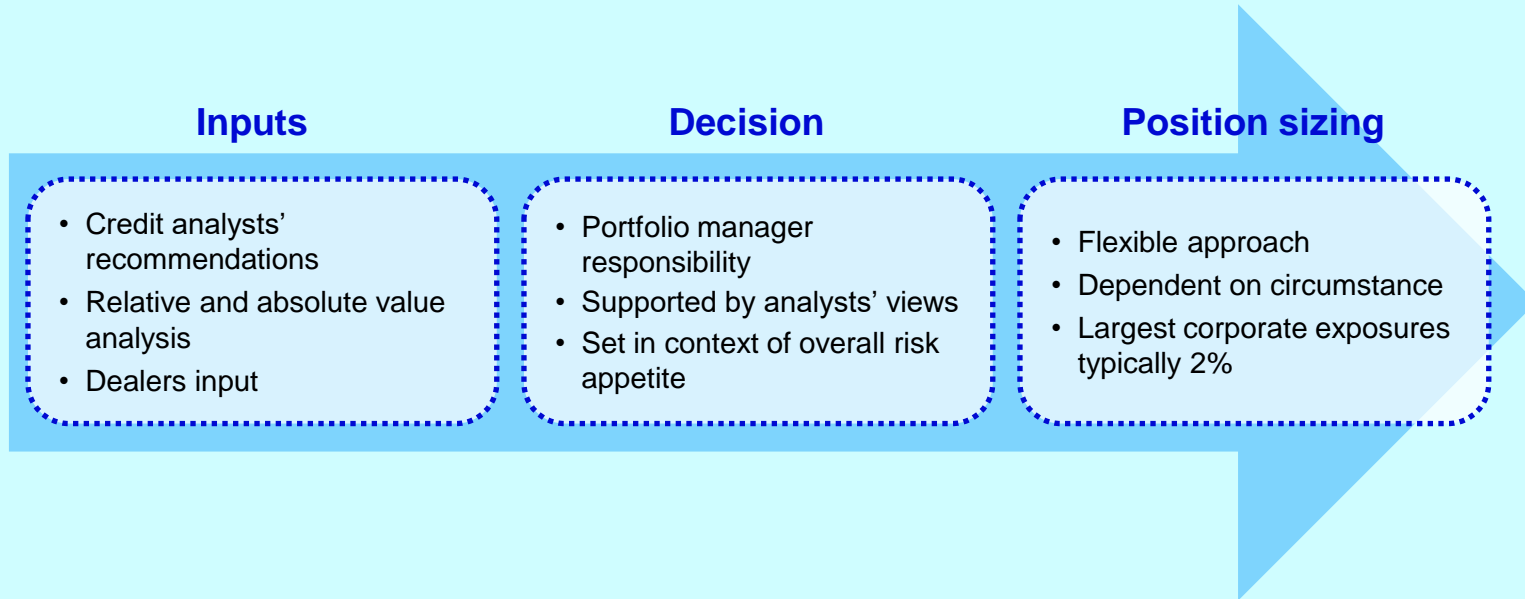 Inputs
• Credit analysts’
recommendations
• Relative and absolute value
analysis
• Dealers input
Decision
• Portfolio manager
responsibility
• Supported by analysts’ views
• Set in context of overall risk
appetite
Position sizing
• Flexible approach
• Dependent on circumstance
• Largest corporate exposures
typically 2%